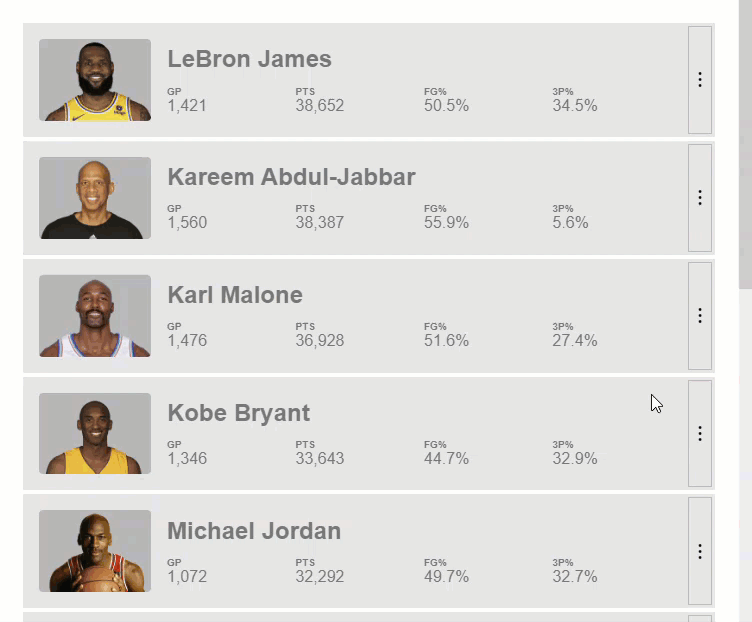 LeBron James
GP PTS FG% 3P%
1,421 38,652 50.5% 34.5%
Kareem Abdul-Jabbar
GP PTS FG% 3P%
1,560 38,387 55.9% 5.6%
Karl Malone
GP PTS FG% 3P%
1,476 36,928 51.6% 27.4%
Kobe Bryant
GP PTS FG% 3P%
1,346 33,643 44.7% 32.9%
Michael Jordan
GP PTS FG% 3P%
1,072 32,292 49.7% 32.7%